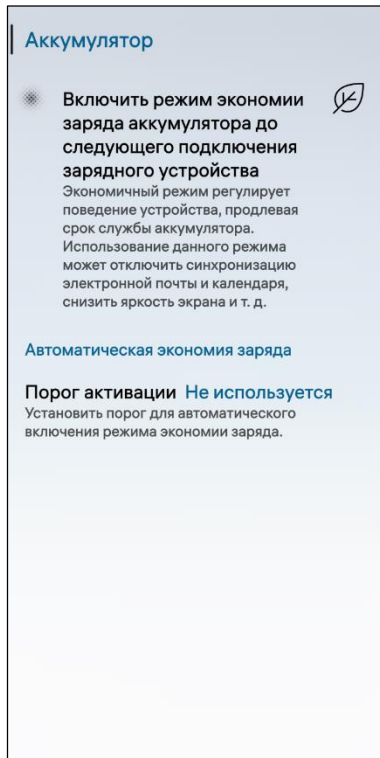 Аккумулятор
Включить режим экономии
заряда аккумулятора до
следующего подключения
зарядного устройства
Экономичный режим регулирует
поведение устройства, продлевая
срок службы аккумулятора.
Использование данного режима
может отключить синхронизацию
электронной почты и календаря,
снизить яркость экрана и т. д.
Автоматическая экономия заряда
Порог активации Не используется
Установить порог для автоматического
включения режима экономии заряда.